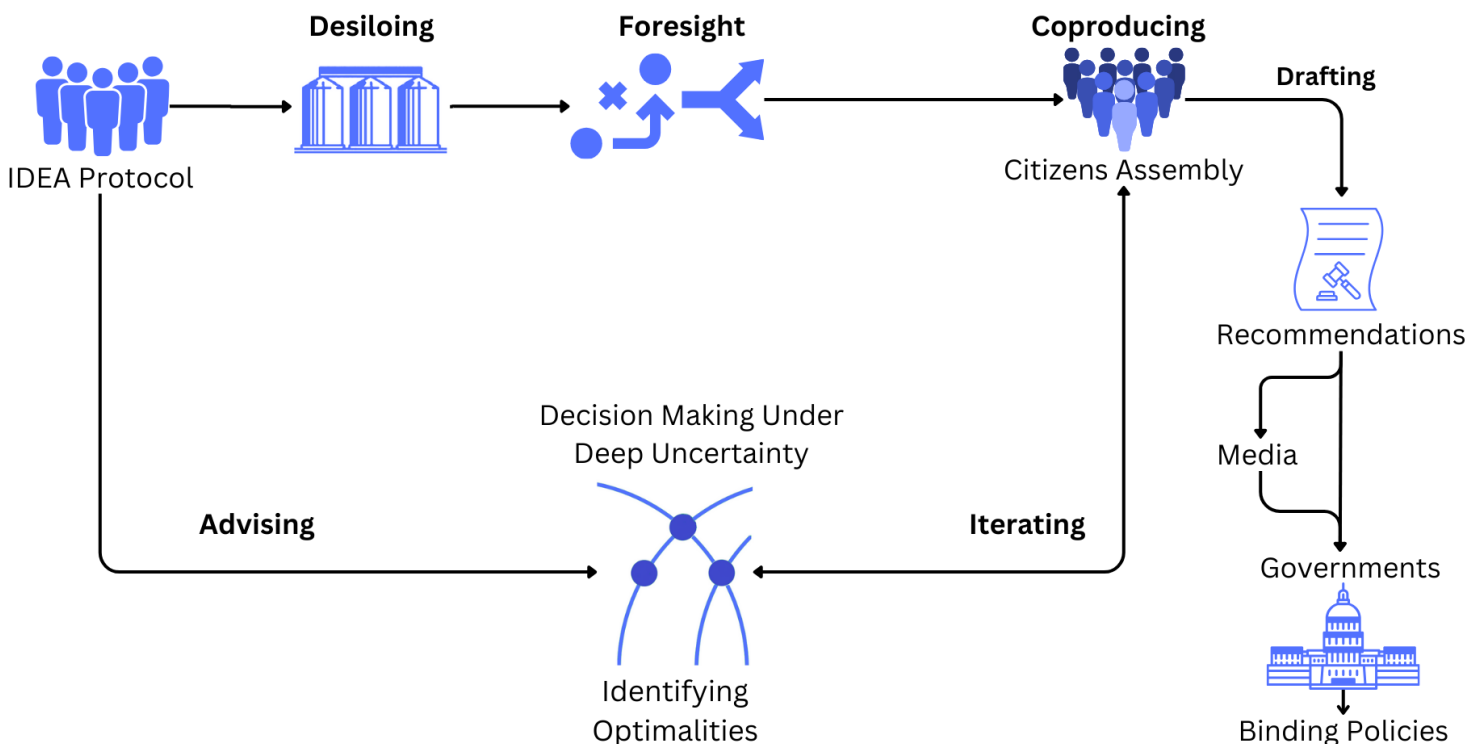 Desiloing
Foresight
Coproducing
Drafting
IDEA Protocol
Citizens Assembly
Recommendations
Decision Making Under
Deep Uncertainty
Media
Advising
Iterating
Governments
Identifying
Optimalities
Binding Policies